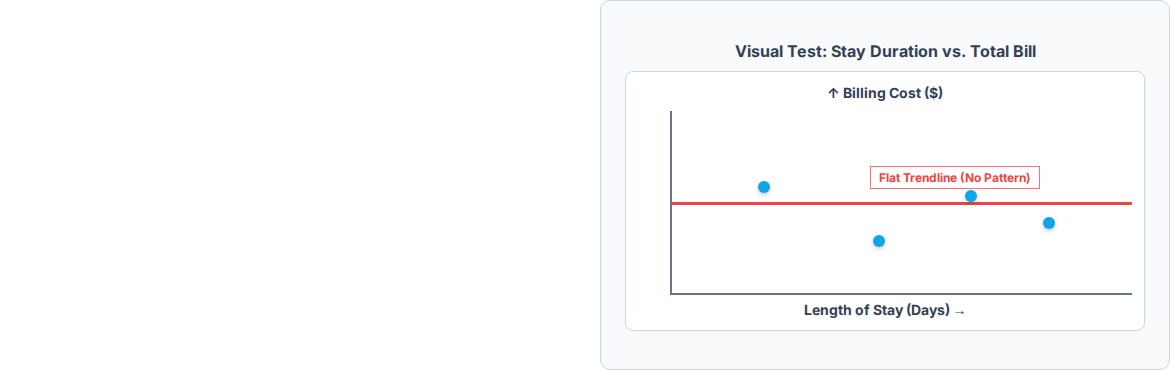 Visual Test: Stay Duration vs. Total Bill
↑ Billing Cost ($)
Flat Trendline (No Pattern)
Length of Stay (Days) →